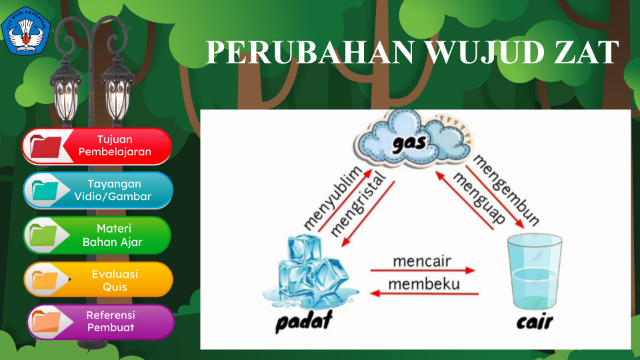 PERUBAHAN WUJUD ZAT
Tujuan
Pembelajaran
Tayangan
Vidio/Gambar
Materi
Bahan Ajar
Evaluasi
Quis
Referensi
Pembuat
gas
menyublim
mengristal
mengembun
menguap
mencair
membeku
padat
cair